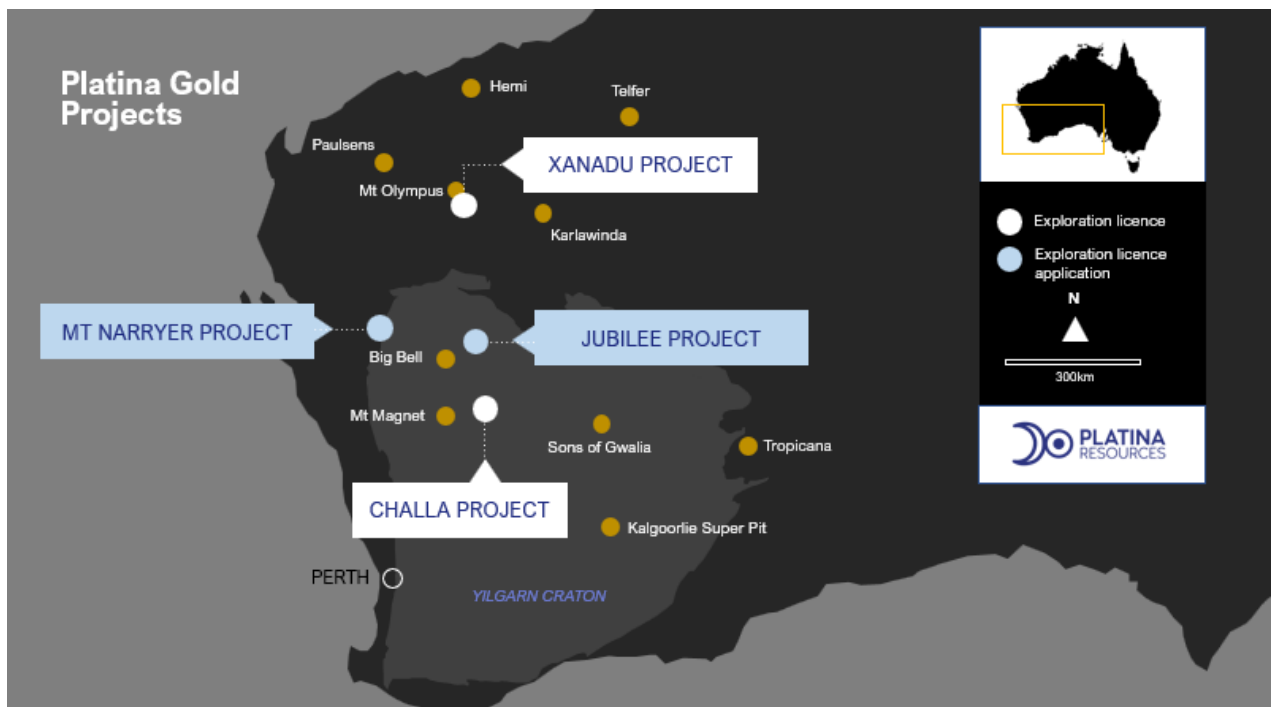 Platina Gold
Projects
Hemi
Telfer
Paulsens
XANADU PROJECT
Mt Olympus
Karlawinda
MT NARRYER PROJECT
JUBILEE PROJECT
Big Bell
Mt Magnet
Sons of Gwalia
Tropicana
CHALLA PROJECT
Kalgoorlie Super Pit
PERTH
YILGARN CRATON
Exploration licence
Exploration licence
application
N
300km
PLATINA
RESOURCES